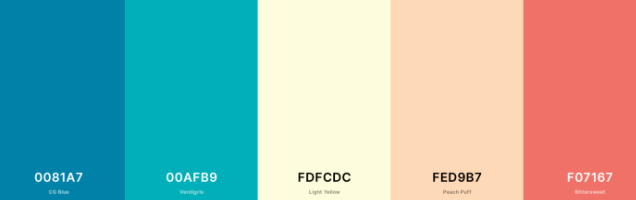 0081A7
CG Blue
00AFB9
Verdigris
FDFCDC
Light Yellow
FED9B7
Peach Puff
F07167
Bittersweet